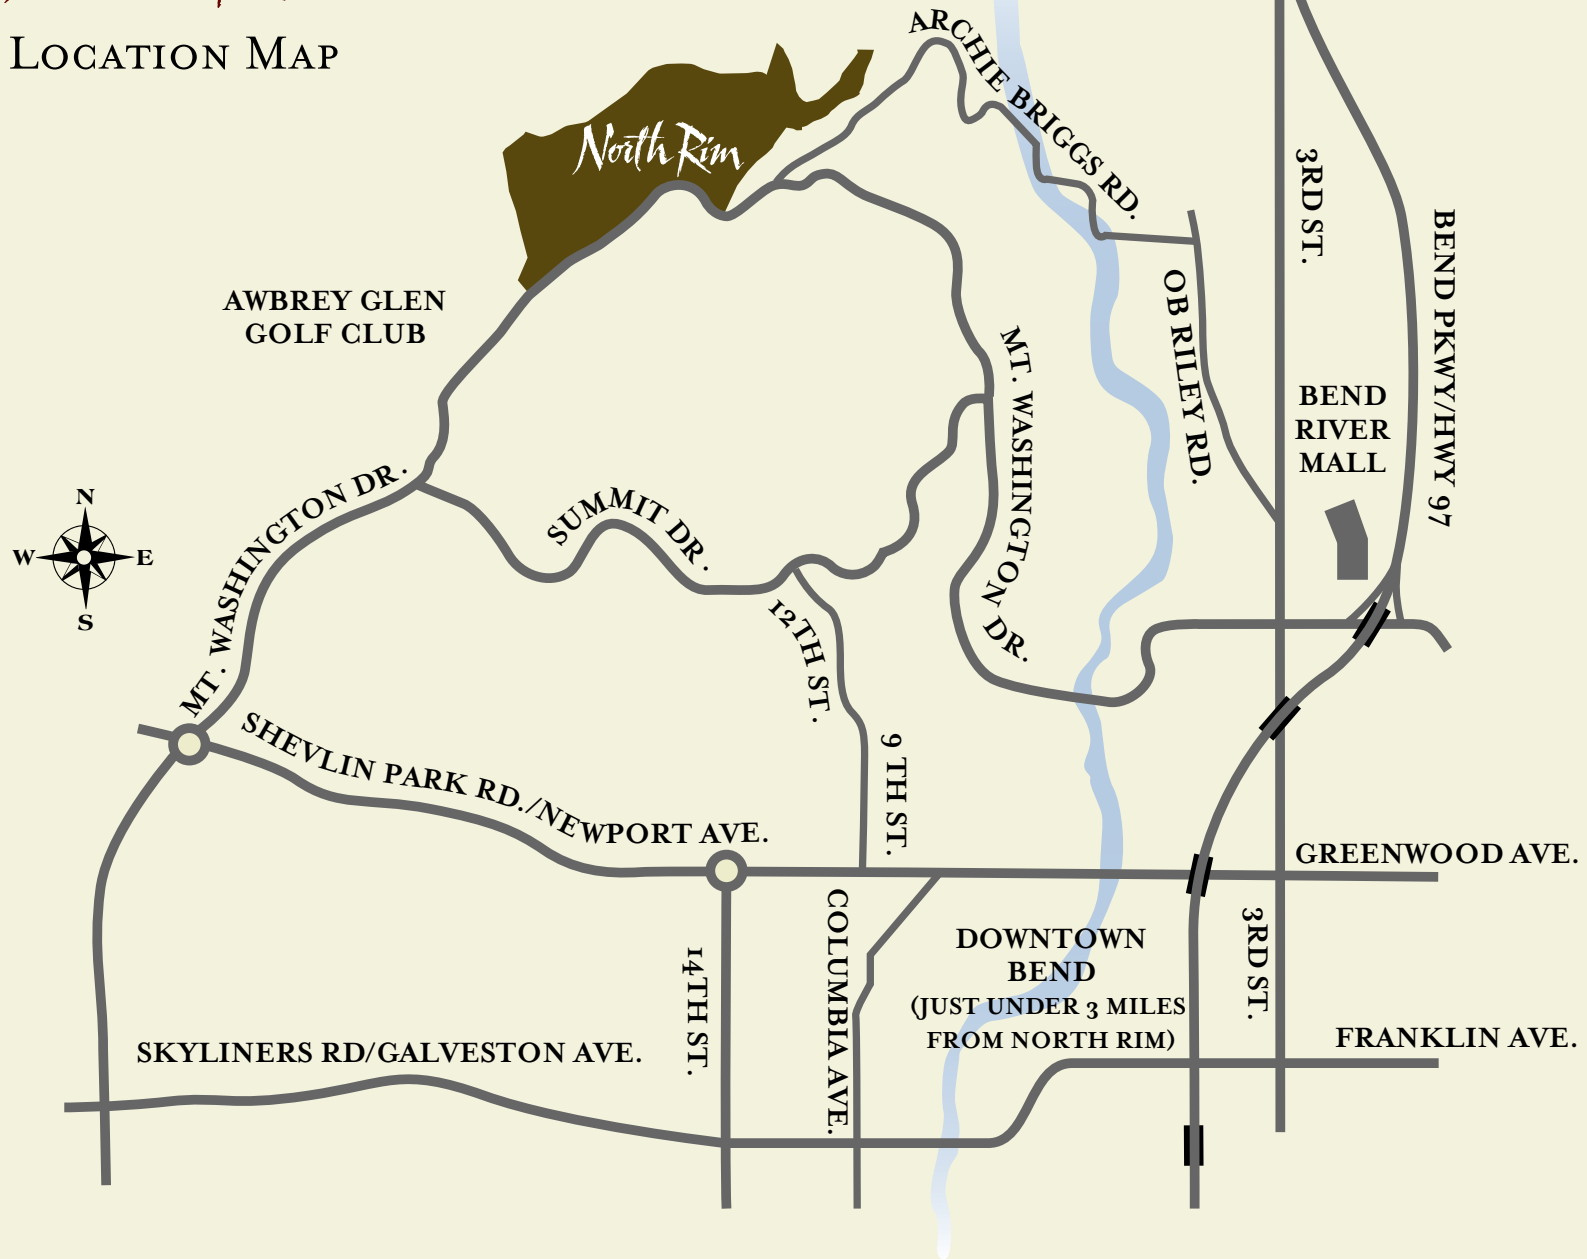 LOCATION MAP
ARCHIE BRIGGS RD.
North Rim
3RD ST.
BEND PKWY/HWY 97
AWBREY GLEN
GOLF CLUB
OB RILEY RD.
MT. WASHINGTON DR.
BEND
RIVER
MALL
MT. WASHINGTON DR.
SUMMIT DR.
N
W E
S
12TH ST.
SHEVLIN PARK RD./NEWPORT AVE.
9 TH ST.
GREENWOOD AVE.
COLUMBIA AVE.
DOWNTOWN
BEND
(JUST UNDER 3 MILES
FROM NORTH RIM)
3RD ST.
14TH ST.
SKYLINERS RD/GALVESTON AVE.
FRANKLIN AVE.